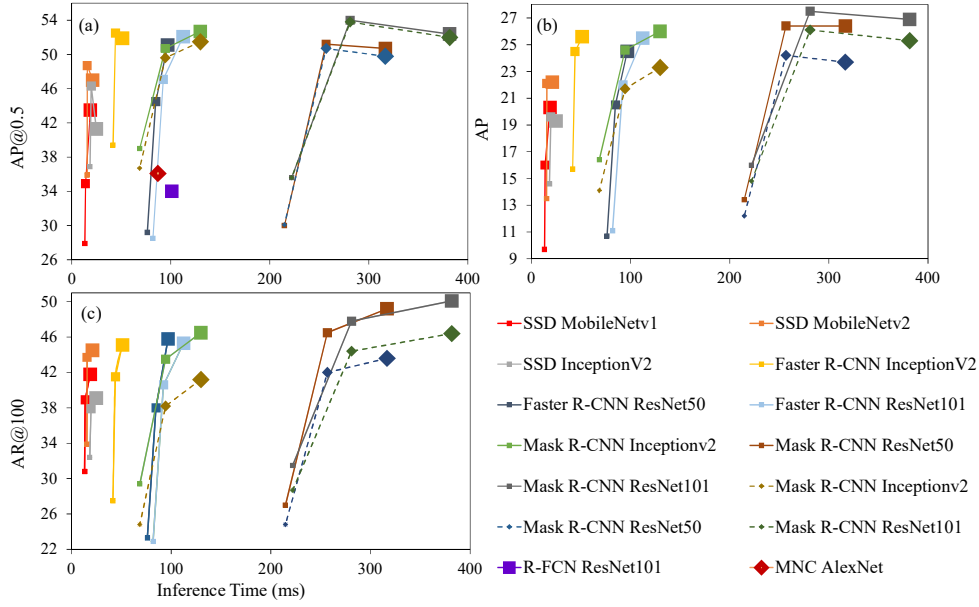 (a)
AP@0.5
54
50
46
42
38
34
30
26
0 100 200 300 400
(b)
AP
27
25
23
21
19
17
15
13
11
9
0 100 200 300 400
(c)
AR@100
50
46
42
38
34
30
26
22
0 100 200 300 400
Inference Time (ms)
SSD MobileNetv1 SSD MobileNetv2
SSD InceptionV2 Faster R-CNN InceptionV2
Faster R-CNN ResNet50 Faster R-CNN ResNet101
Mask R-CNN Inceptionv2 Mask R-CNN ResNet50
Mask R-CNN ResNet101 Mask R-CNN Inceptionv2
Mask R-CNN ResNet50 Mask R-CNN ResNet101
R-FCN ResNet101 MNC AlexNet